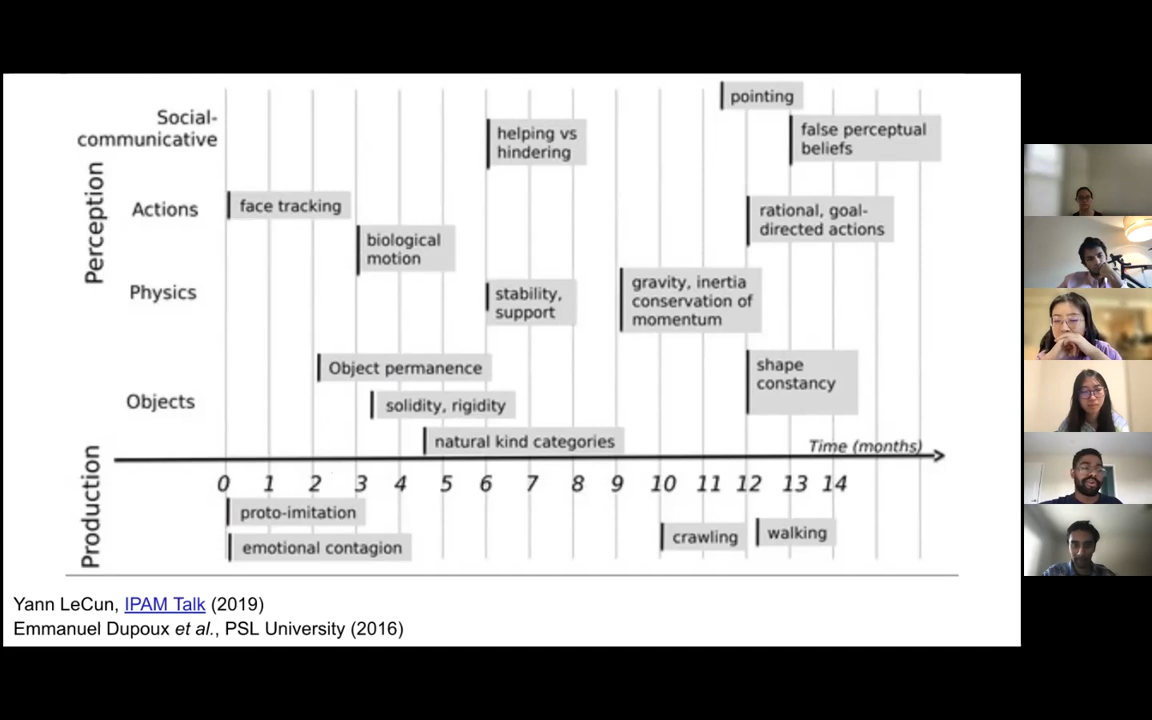 pointing
Social-
communicative
helping vs
hindering
false perceptual
beliefs
Perception
Actions
face tracking
rational, goal-
directed actions
biological
motion
Physics
stability,
support
gravity, inertia
conservation of
momentum
Object permanence
shape
constancy
Objects
solidity, rigidity
natural kind categories
Time (months)
0 1 2 3 4 5 6 7 8 9 10 11 12 13 14
Production
proto-imitation
emotional contagion
crawling
walking
Yann LeCun, IPAM Talk (2019)
Emmanuel Dupoux et al., PSL University (2016)